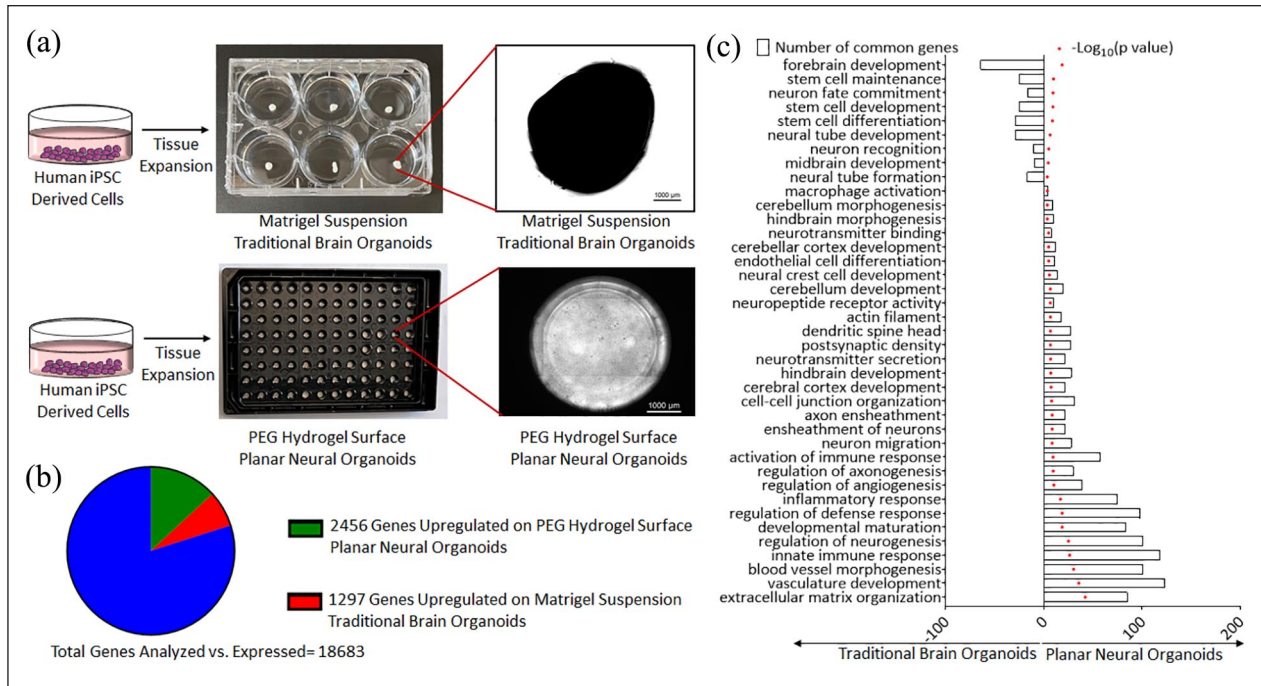 (a)
Human iPSC
Derived Cells
Tissue
Expansion
Matrigel Suspension
Traditional Brain Organoids
1000 µm
Matrigel Suspension
Traditional Brain Organoids
Human iPSC
Derived Cells
Tissue
Expansion
PEG Hydrogel Surface
Planar Neural Organoids
1000 µm
PEG Hydrogel Surface
Planar Neural Organoids
(b)
2456 Genes Upregulated on PEG Hydrogel Surface
Planar Neural Organoids
1297 Genes Upregulated on Matrigel Suspension
Traditional Brain Organoids
Total Genes Analyzed vs. Expressed= 18683
(c)
Number of common genes
-Log10(p value)
forebrain development
stem cell maintenance
neuron fate commitment
stem cell development
stem cell differentiation
neural tube development
neuron recognition
midbrain development
neural tube formation
macrophage activation
cerebellum morphogenesis
hindbrain morphogenesis
neurotransmitter binding
cerebellar cortex development
endothelial cell differentiation
neural crest cell development
cerebellum development
neuropeptide receptor activity
actin filament
dendritic spine head
postsynaptic density
neurotransmitter secretion
hindbrain development
cerebral cortex development
cell-cell junction organization
axon ensheathment
ensheathment of neurons
neuron migration
activation of immune response
regulation of axonogenesis
regulation of angiogenesis
inflammatory response
regulation of defense response
developmental maturation
regulation of neurogenesis
innate immune response
blood vessel morphogenesis
vasculature development
extracellular matrix organization
-100
0
100
200
Traditional Brain Organoids
Planar Neural Organoids